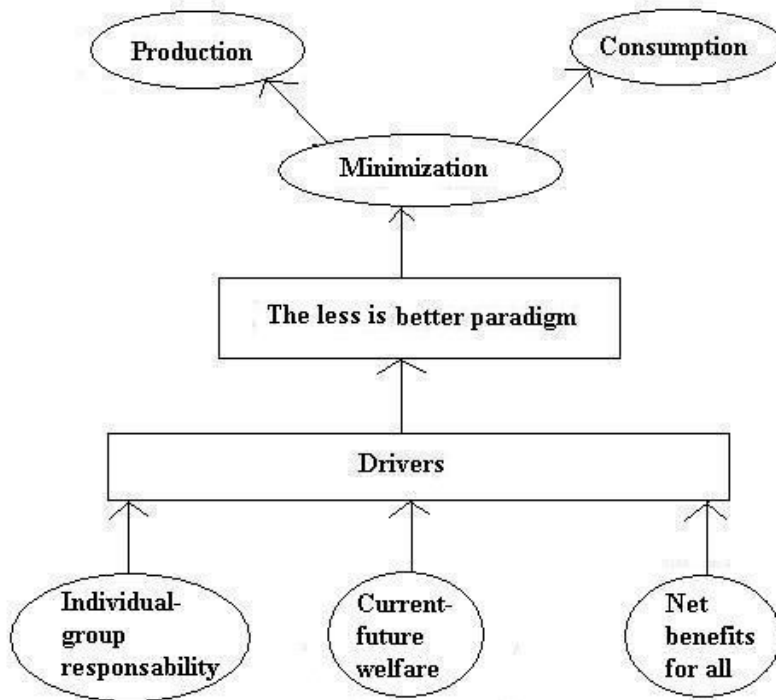 Production
Consumption
Minimization
The less is better paradigm
Drivers
Individual-
group
responsability
Current-
future
welfare
Net
benefits
for all